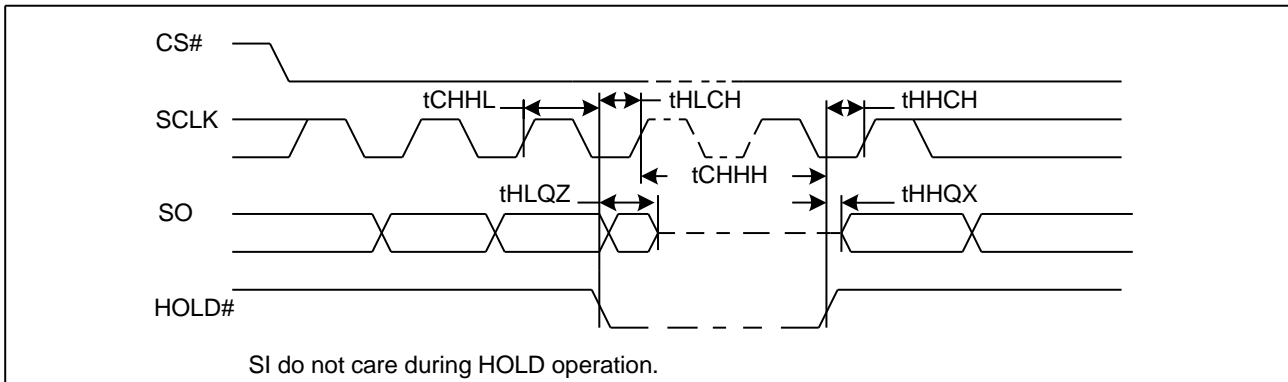 CS#
tCHHL
tHLCH
tHHCH
SCLK
tCHHH
tHLQZ
tHHQX
SO
HOLD#
SI do not care during HOLD operation.